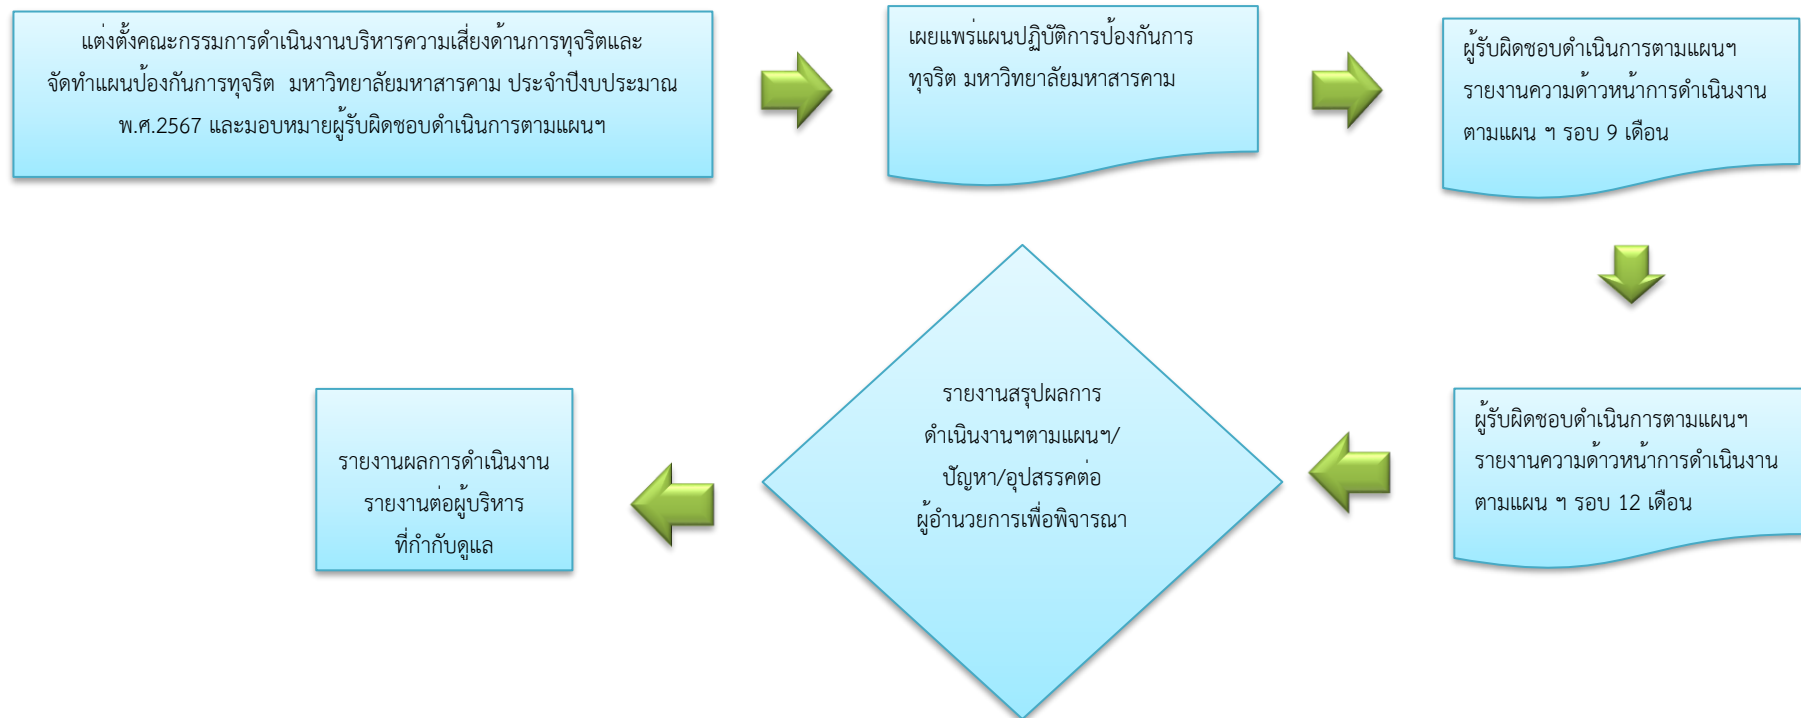 แต่งตั้งคณะกรรมการดำเนินงานบริหารความเสี่ยงด้านการทุจริตและ
จัดทำแผนป้องกันการทุจริต มหาวิทยาลัยมหาสารคาม ประจำปีงบประมาณ
พ.ศ.2567 และมอบหมายผู้รับผิดชอบดำเนินการตามแผนฯ
เผยแพร่แผนปฏิบัติการป้องกันการ
ทุจริต มหาวิทยาลัยมหาสารคาม
ผู้รับผิดชอบดำเนินการตามแผนฯ
รายงานความด้าวหน้าการดำเนินงาน
ตามแผน ฯ รอบ 9 เดือน
ผู้รับผิดชอบดำเนินการตามแผนฯ
รายงานความด้าวหน้าการดำเนินงาน
ตามแผน ฯ รอบ 12 เดือน
รายงานสรุปผลการ
ดำเนินงานฯตามแผนฯ/
ปัญหา/อุปสรรคต่อ
ผู้อำนวยการเพื่อพิจารณา
รายงานผลการดำเนินงาน
รายงานต่อผู้บริหาร
ที่กำกับดูแล